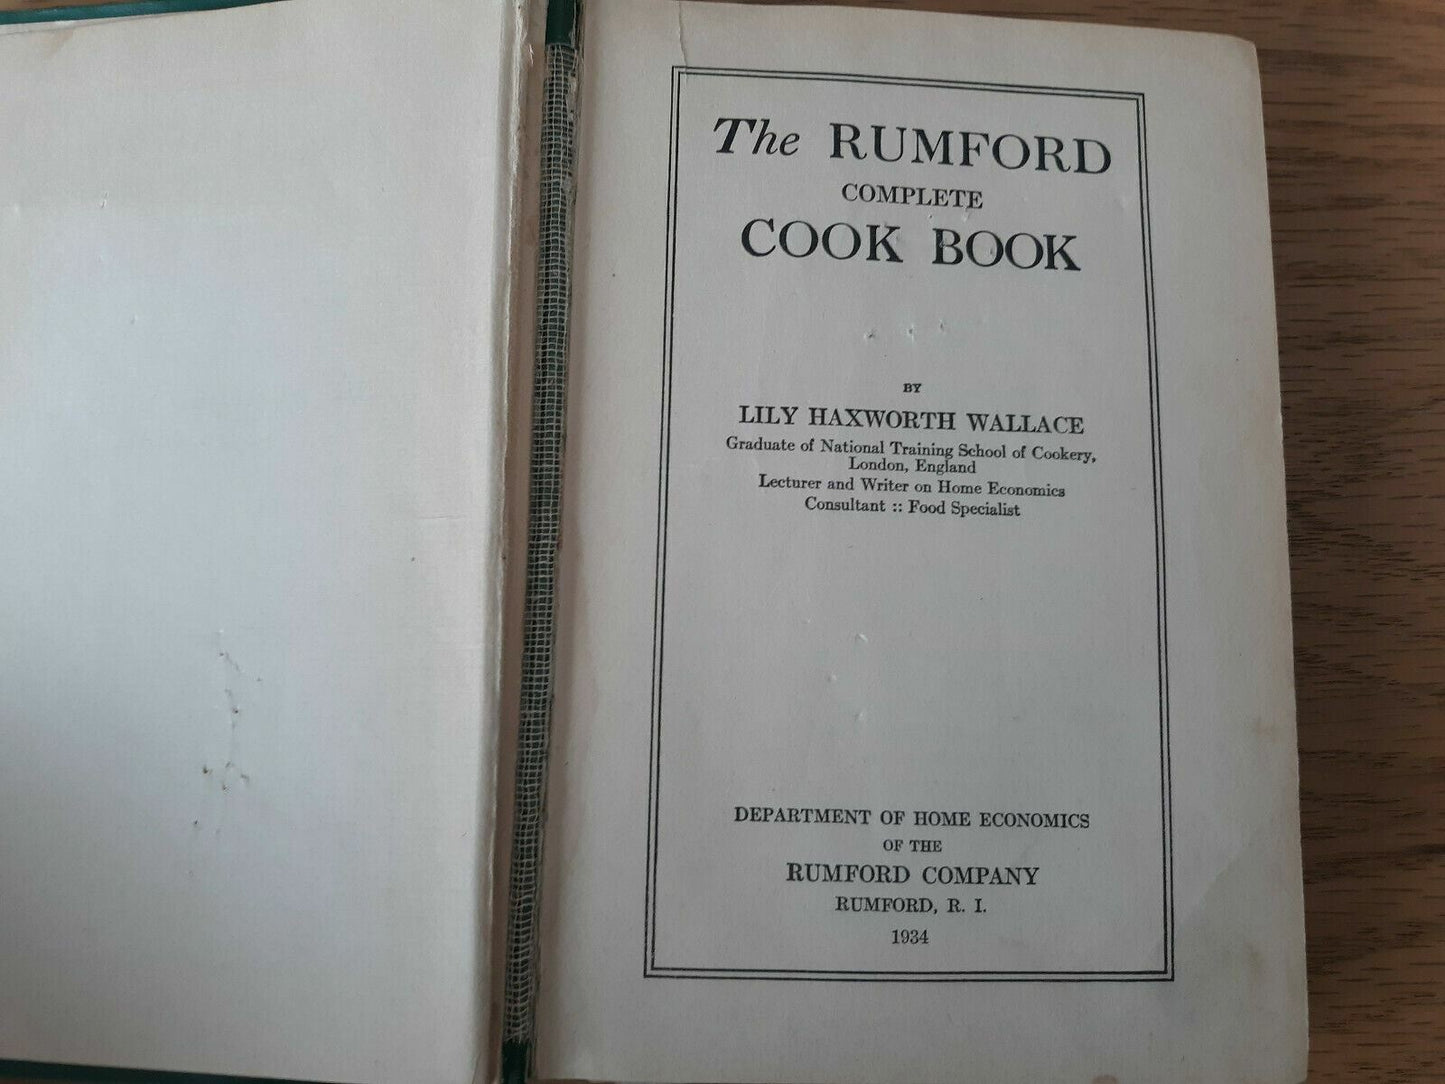 The RUMFORD
COMPLETE
COOK BOOK
BY
LILY HAXWORTH WALLACE
Graduate of National Training School of Cookery,
London, England
Lecturer and Writer on Home Economics
Consultant :: Food Specialist
DEPARTMENT OF HOME ECONOMICS
OF THE
RUMFORD COMPANY
RUMFORD, R. I.
1934